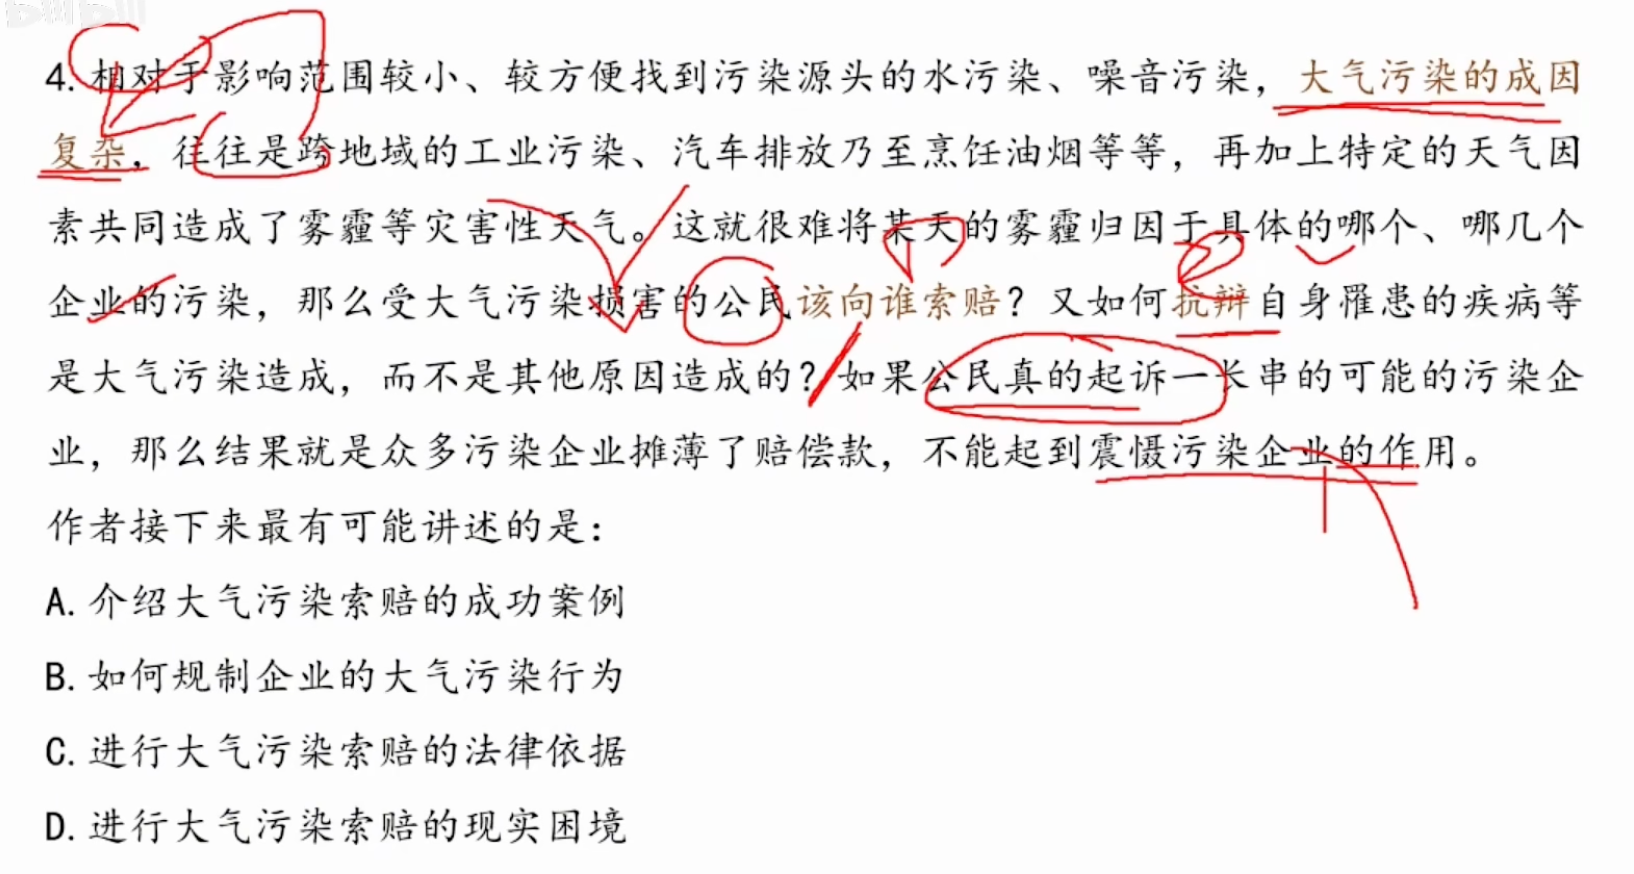 4. 相对于影响范围较小、较方便找到污染源头的水污染、噪音污染，大气污染的成因
复杂，往往是跨地域的工业污染、汽车排放乃至烹饪油烟等等，再加上特定的天气因
素共同造成了雾霾等灾害性天气。这就很难将某天的雾霾归因于具体的哪个、哪几个
企业的污染，那么受大气污染损害的公民该向谁索赔？又如何抗辩自身罹患的疾病等
是大气污染造成，而不是其他原因造成的？如果公民真的起诉一长串的可能的污染企
业，那么结果就是众多污染企业摊薄了赔偿款，不能起到震慑污染企业的作用。
作者接下来最有可能讲述的是：
A. 介绍大气污染索赔的成功案例
B. 如何规制企业的大气污染行为
C. 进行大气污染索赔的法律依据
D. 进行大气污染索赔的现实困境